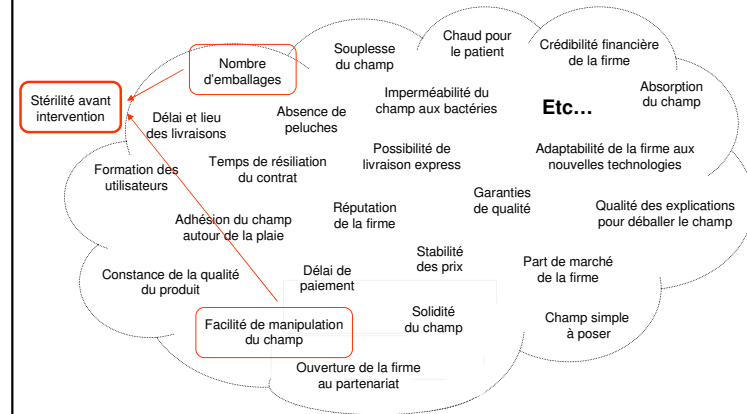 Chaud pour
le patient
Souplesse
du champ
Crédibilité financière
de la firme
Nombre
d'emballages
Stérilité avant
intervention
Imperméabilité du
champ aux bactéries
Absorption
du champ
Etc…
Délai et lieu
des livraisons
Absence de
peluches
Possibilité de
livraison express
Adaptabilité de la firme aux
nouvelles technologies
Temps de résiliation
du contrat
Formation des
utilisateurs
Garanties
de qualité
Réputation
de la firme
Qualité des explications
pour déballer le champ
Adhésion du champ
autour de la plaie
Stabilité
des prix
Part de marché
de la firme
Délai de
paiement
Constance de la qualité
du produit
Solidité
du champ
Champ simple
à poser
Facilité de manipulation
du champ
Ouverture de la firme
au partenariat